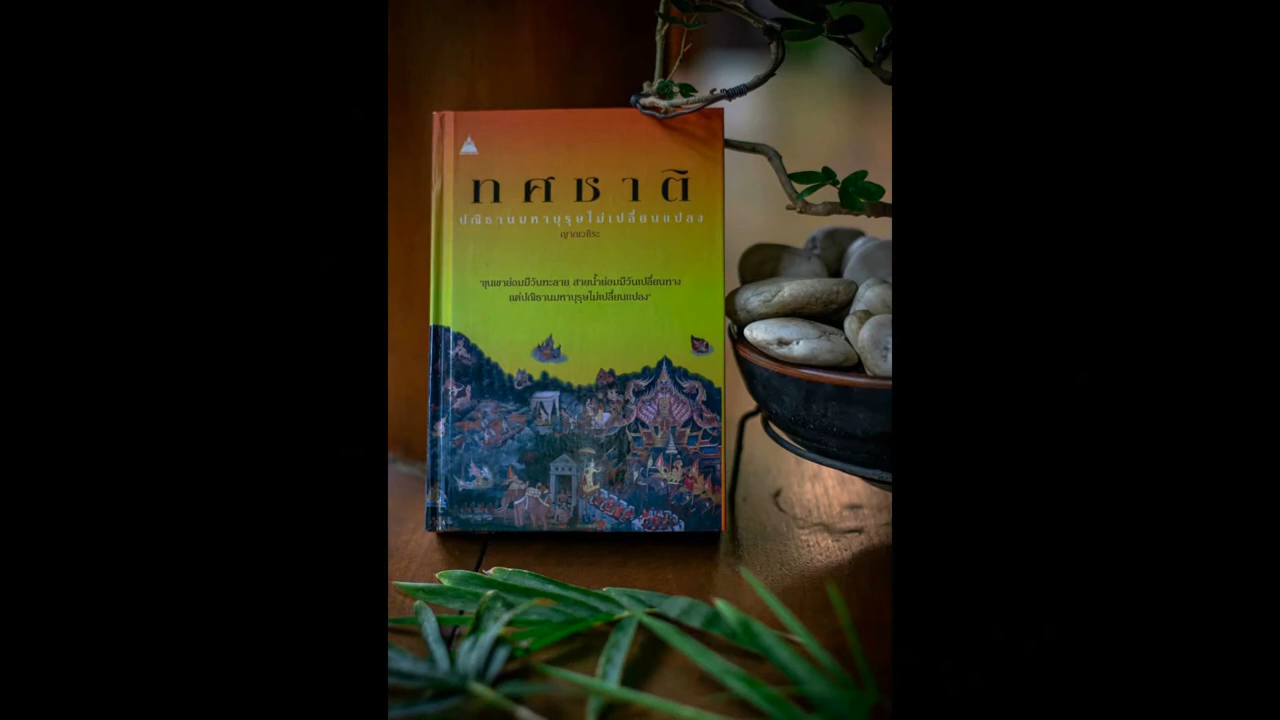 ทศชาติ
ปณิธานมหาบุรุษไม่เปลี่ยนแปลง
ญาณวชิระ
"ขุนเขาย่อมมีวันทะลาย สายน้ำย่อมมีวันเปลี่ยนทาง
แต่ปณิธานมหาบุรุษไม่เปลี่ยนแปลง"